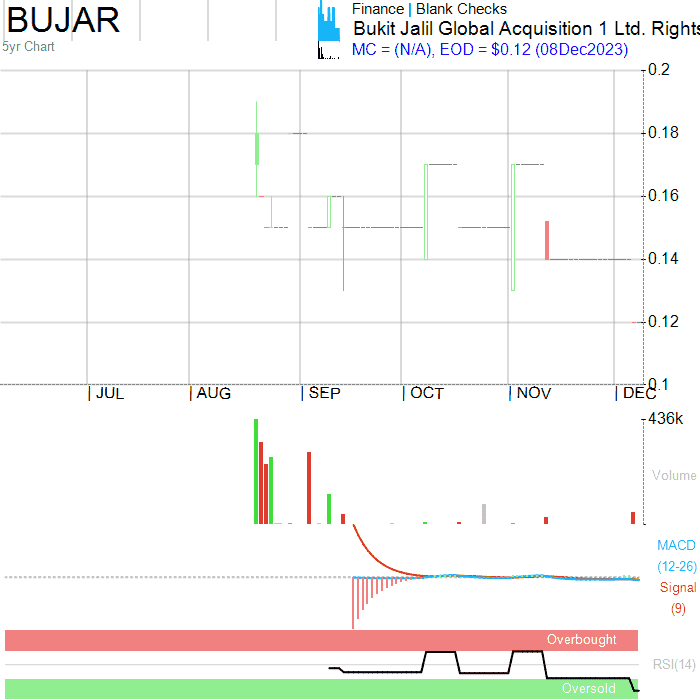 BUJAR
Finance | Blank Checks
Bukit Jalil Global Acquisition 1 Ltd. Rights
5yr Chart
MC = (N/A), EOD = $0.12 (08Dec2023)
0.2
0.18
0.16
0.14
0.12
0.1
JUL AUG SEP OCT NOV DEC
436k
Volume
MACD
(12-26)
Signal
(9)
Overbought
RSI(14)
Oversold